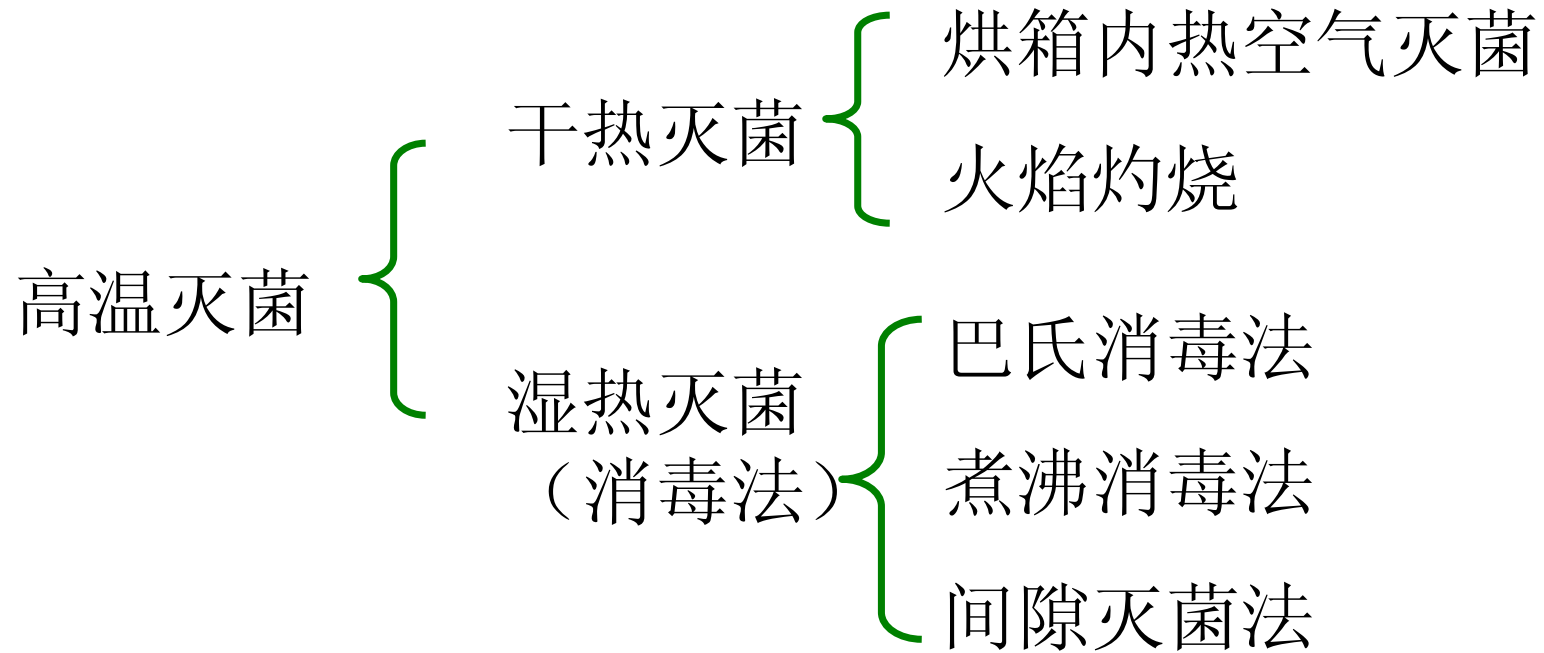 高温灭菌
干热灭菌
烘箱内热空气灭菌
火焰灼烧
湿热灭菌
（消毒法）
巴氏消毒法
煮沸消毒法
间隙灭菌法